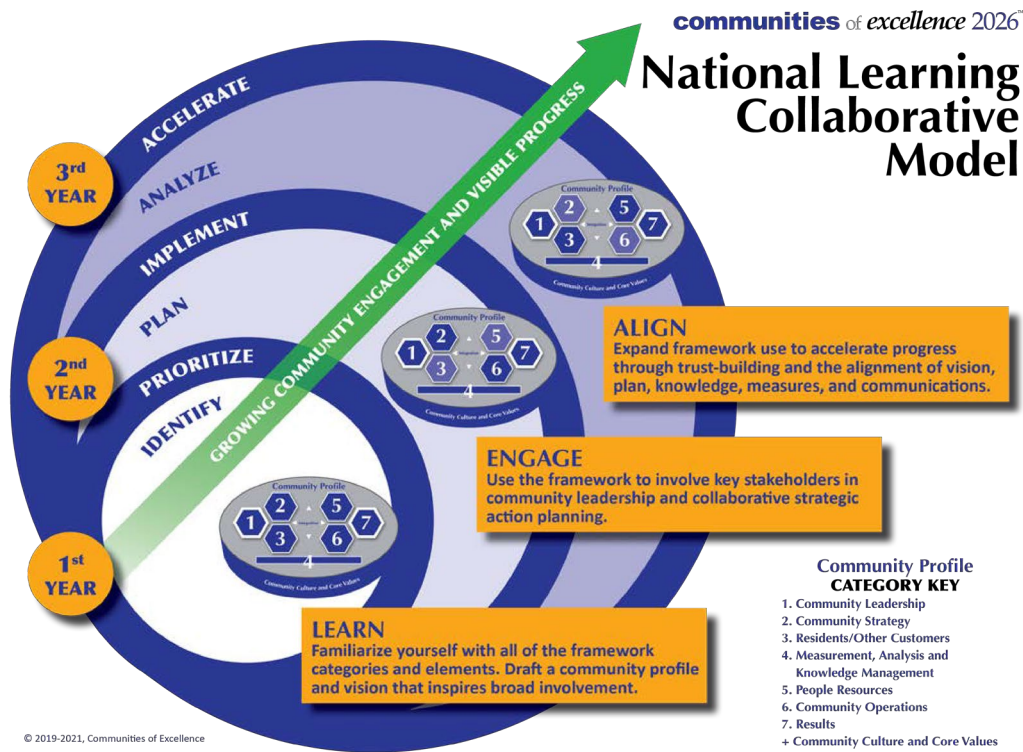 communities of excellence 2026™
National Learning
Collaborative
Model
ACCELERATE
ANALYZE
3rd
YEAR
IMPLEMENT
PLAN
2nd
YEAR
PRIORITIZE
IDENTIFY
1st
YEAR
GROWING COMMUNITY ENGAGEMENT AND VISIBLE PROGRESS
Community Profile
1
2
3
Integration
5
6
7
4
Community Culture and Core Values
ALIGN
Expand framework use to accelerate progress
through trust-building and the alignment of vision,
plan, knowledge, measures, and communications.
Community Profile
1
2
3
Integration
5
6
7
4
Community Culture and Core Values
ENGAGE
Use the framework to involve key stakeholders in
community leadership and collaborative strategic
action planning.
Community Profile
1
2
3
Integration
5
6
7
4
Community Culture and Core Values
LEARN
Familiarize yourself with all of the framework
categories and elements. Draft a community profile
and vision that inspires broad involvement.
Community Profile
CATEGORY KEY
1. Community Leadership
2. Community Strategy
3. Residents/Other Customers
4. Measurement, Analysis and
Knowledge Management
5. People Resources
6. Community Operations
7. Results
+ Community Culture and Core Values
© 2019-2021, Communities of Excellence